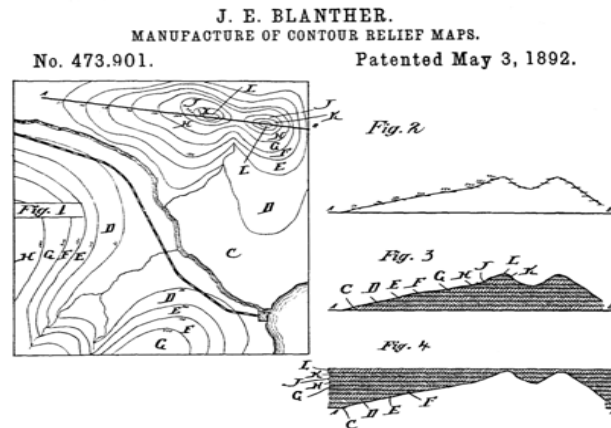 J. E. BLANTHER.
MANUFACTURE OF CONTOUR RELIEF MAPS.
No. 473.901.
Patented May 3, 1892.
L
J
K
H
G
F
E
L
D
C
Fig. 1
D
H G F E
D
E
F
G
Fig. 2
Fig. 3
C D E F G H J L K
Fig. 4
L
K
J
H
G
C D E F